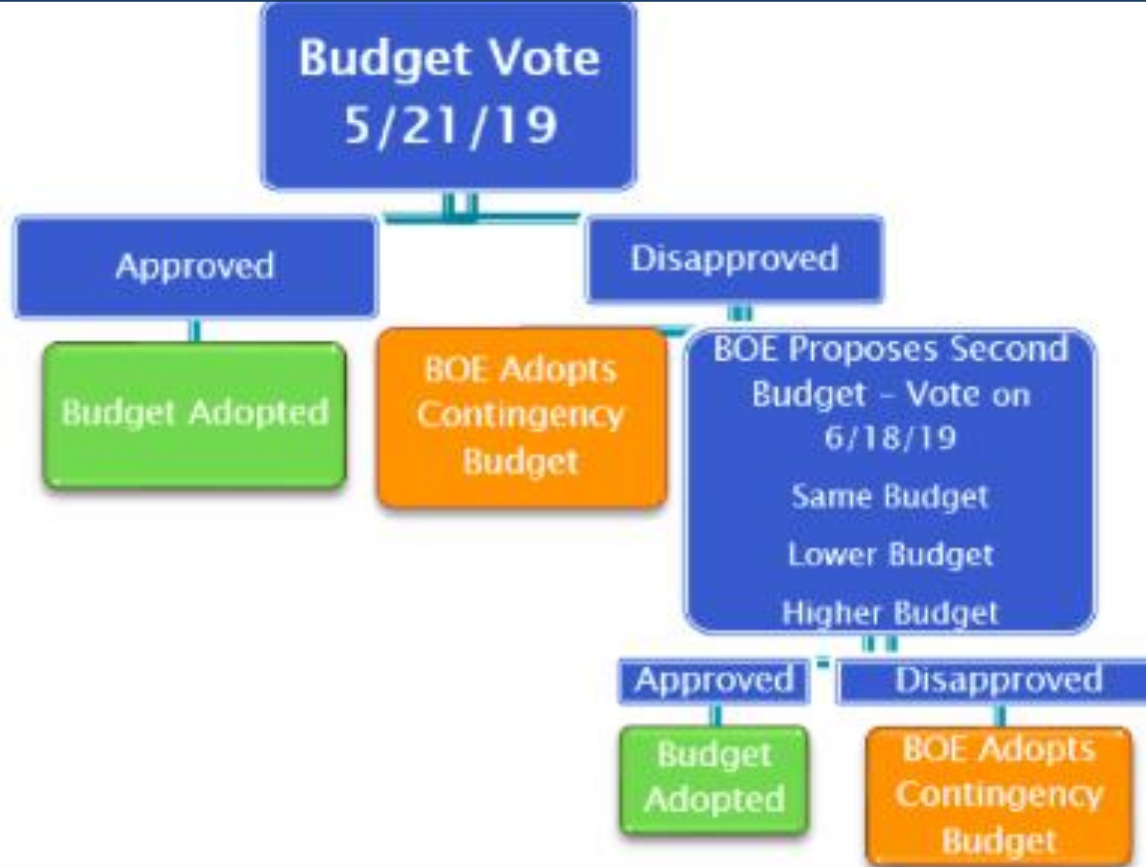 Budget Vote
5/21/19
Approved
Disapproved
Budget Adopted
BOE Adopts
Contingency
Budget
BOE Proposes Second
Budget – Vote on
6/18/19
Same Budget
Lower Budget
Higher Budget
Approved
Disapproved
Budget
Adopted
BOE Adopts
Contingency
Budget